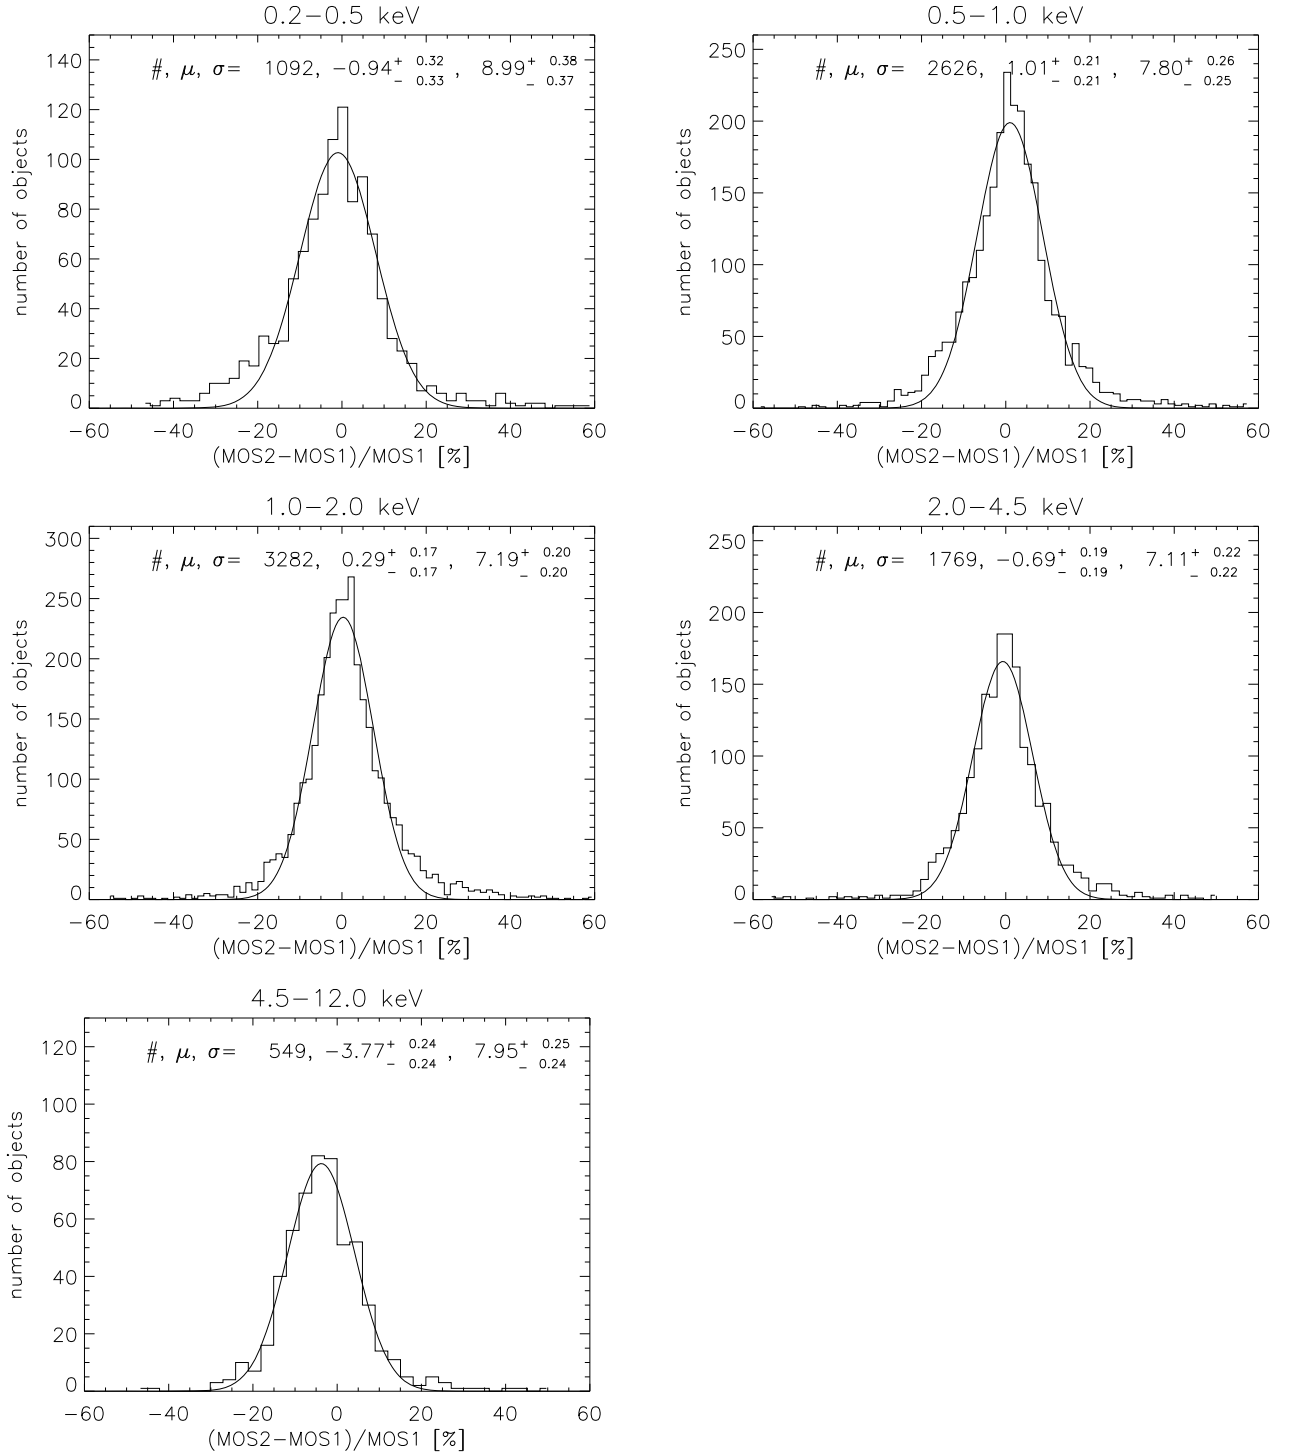 0.2−0.5 keV
#, μ, σ= 1092, −0.94 + 0.32 − 0.33 , 8.99 + 0.38 − 0.37
140
120
100
80
60
40
20
0
number of objects
−60 −40 −20 0 20 40 60
(MOS2−MOS1)/MOS1 [%]
0.5−1.0 keV
#, μ, σ= 2626, 1.01 + 0.21 − 0.21 , 7.80 + 0.26 − 0.25
250
200
150
100
50
0
number of objects
−60 −40 −20 0 20 40 60
(MOS2−MOS1)/MOS1 [%]
1.0−2.0 keV
#, μ, σ= 3282, 0.29 + 0.17 − 0.17 , 7.19 + 0.20 − 0.20
300
250
200
150
100
50
0
number of objects
−60 −40 −20 0 20 40 60
(MOS2−MOS1)/MOS1 [%]
2.0−4.5 keV
#, μ, σ= 1769, −0.69 + 0.19 − 0.19 , 7.11 + 0.22 − 0.22
250
200
150
100
50
0
number of objects
−60 −40 −20 0 20 40 60
(MOS2−MOS1)/MOS1 [%]
4.5−12.0 keV
#, μ, σ= 549, −3.77 + 0.24 − 0.24 , 7.95 + 0.25 − 0.24
120
100
80
60
40
20
0
number of objects
−60 −40 −20 0 20 40 60
(MOS2−MOS1)/MOS1 [%]